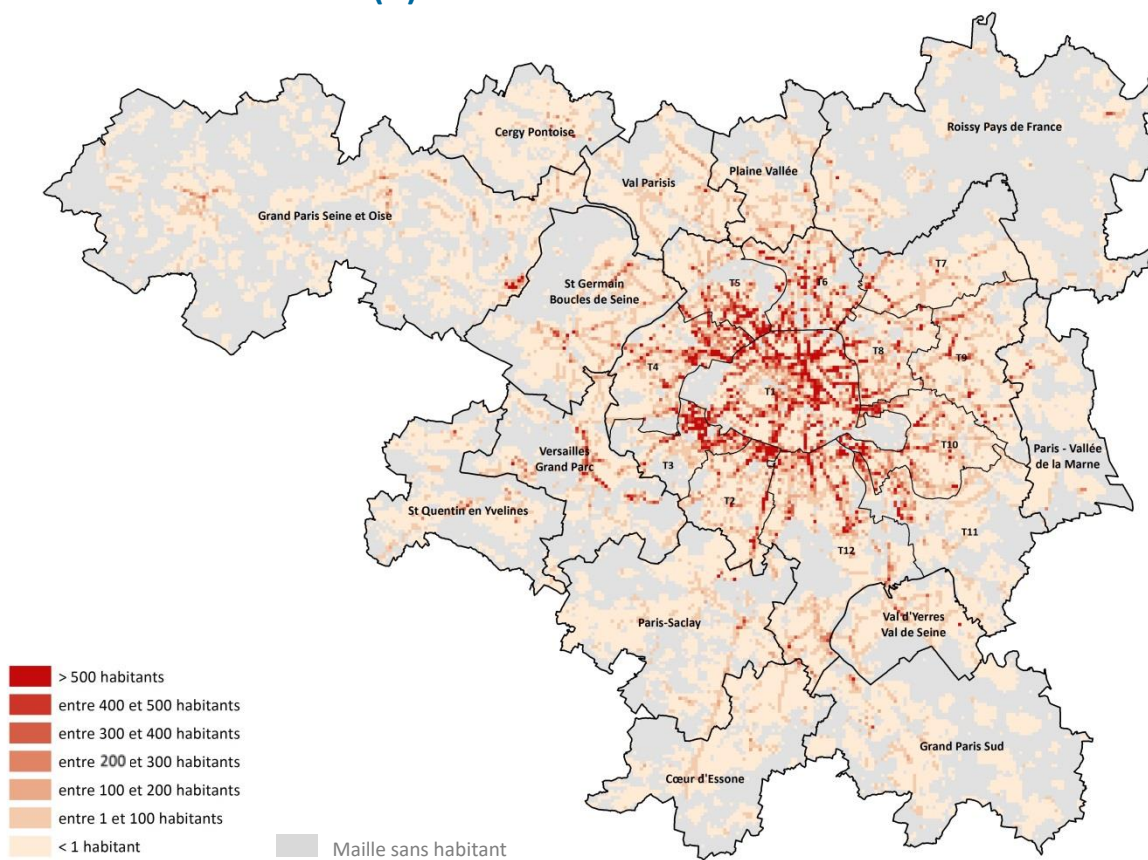 Cergy Pontoise
Roissy Pays de France
Val Parisis
Plaine Vallée
Grand Paris Seine et Oise
T7
St Germain
Boucles de Seine
T5
T6
T8
T9
T4
T1
Versailles
Grand Parc
T3
T10
Paris - Vallée
de la Marne
St Quentin en Yvelines
T2
T12
T11
Paris-Saclay
Val d'Yerres
Val de Seine
Grand Paris Sud
Cœur d'Essone
> 500 habitants
entre 400 et 500 habitants
entre 300 et 400 habitants
entre 200 et 300 habitants
entre 100 et 200 habitants
entre 1 et 100 habitants
< 1 habitant
Maille sans habitant